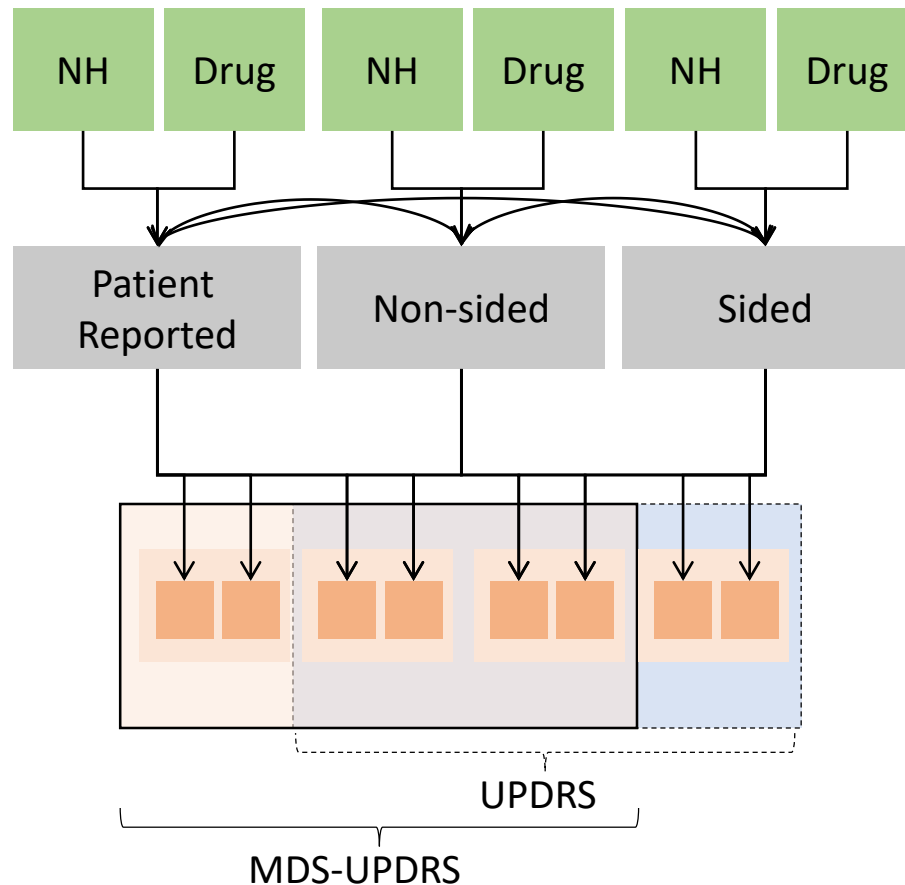 NH Drug NH Drug NH Drug
Patient
Reported
Non-sided
Sided
UPDRS
MDS-UPDRS